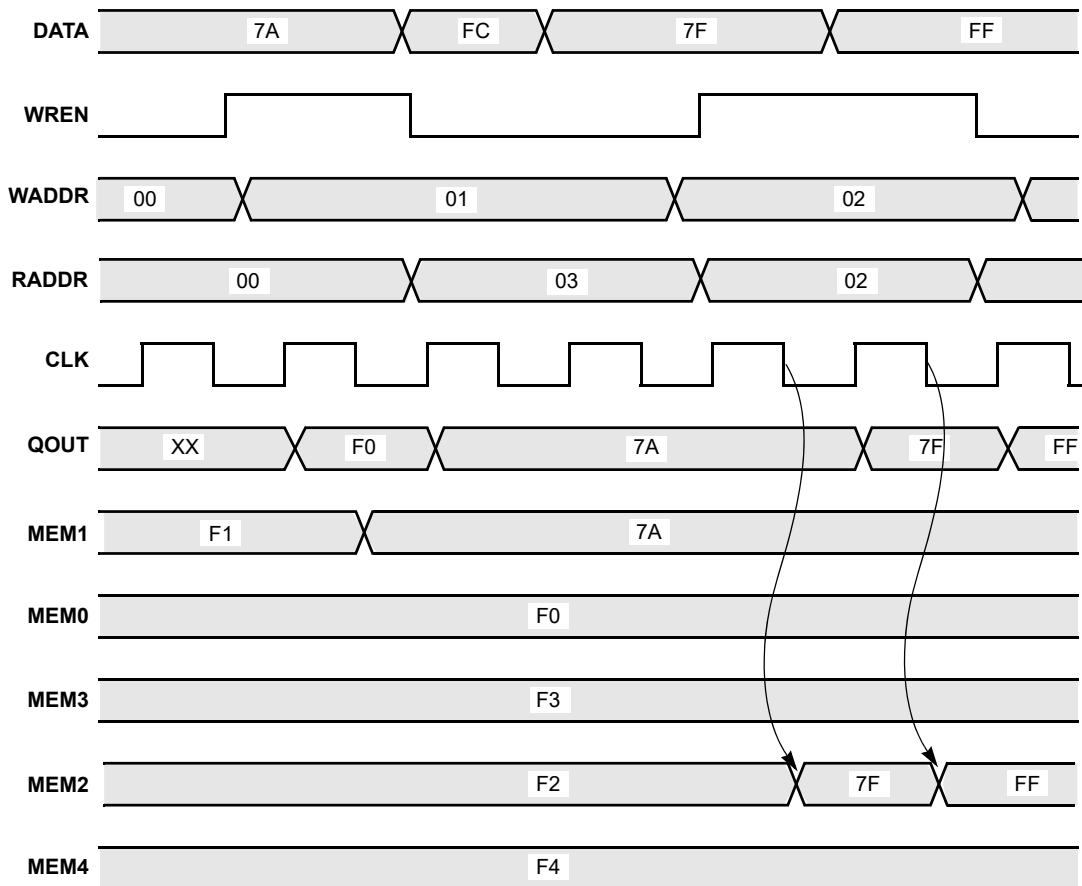 DATA 7A FC 7F FF
WREN
WADDR 00 01 02
RADDR 00 03 02
CLK
QOUT XX F0 7A 7F FF
MEM1 F1 7A
MEM0 F0
MEM3 F3
MEM2 F2 7F FF
MEM4 F4